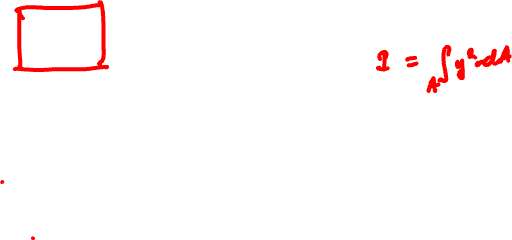 I = ∫_A y² dA